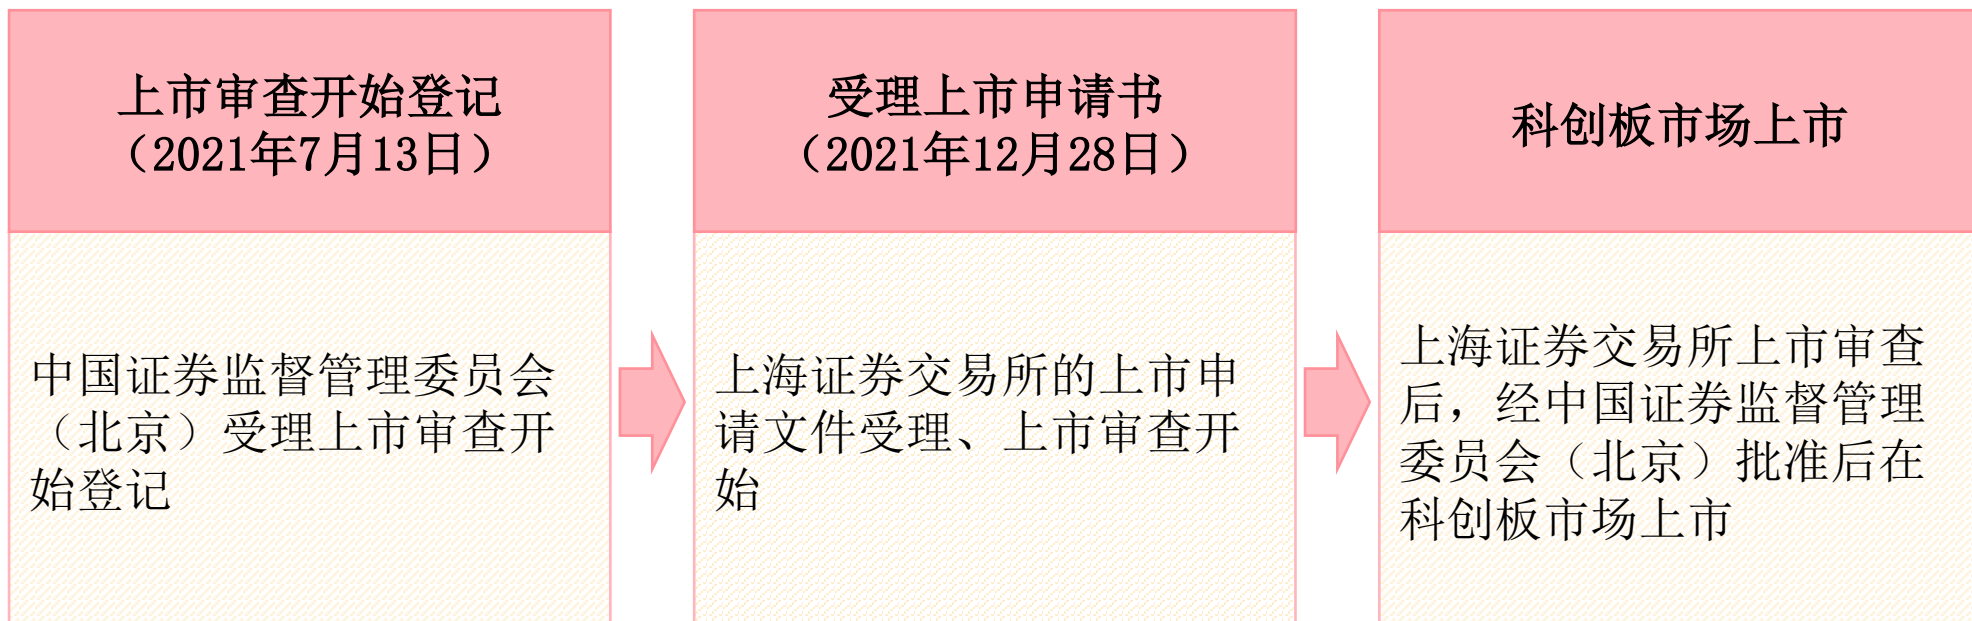 上市审查开始登记
（2021年7月13日）
中国证券监督管理委员会
（北京）受理上市审查开
始登记
受理上市申请书
（2021年12月28日）
上海证券交易所的上市申
请文件受理、上市审查开
始
科创板市场上市
上海证券交易所上市审查
后，经中国证券监督管理
委员会（北京）批准后在
科创板市场上市